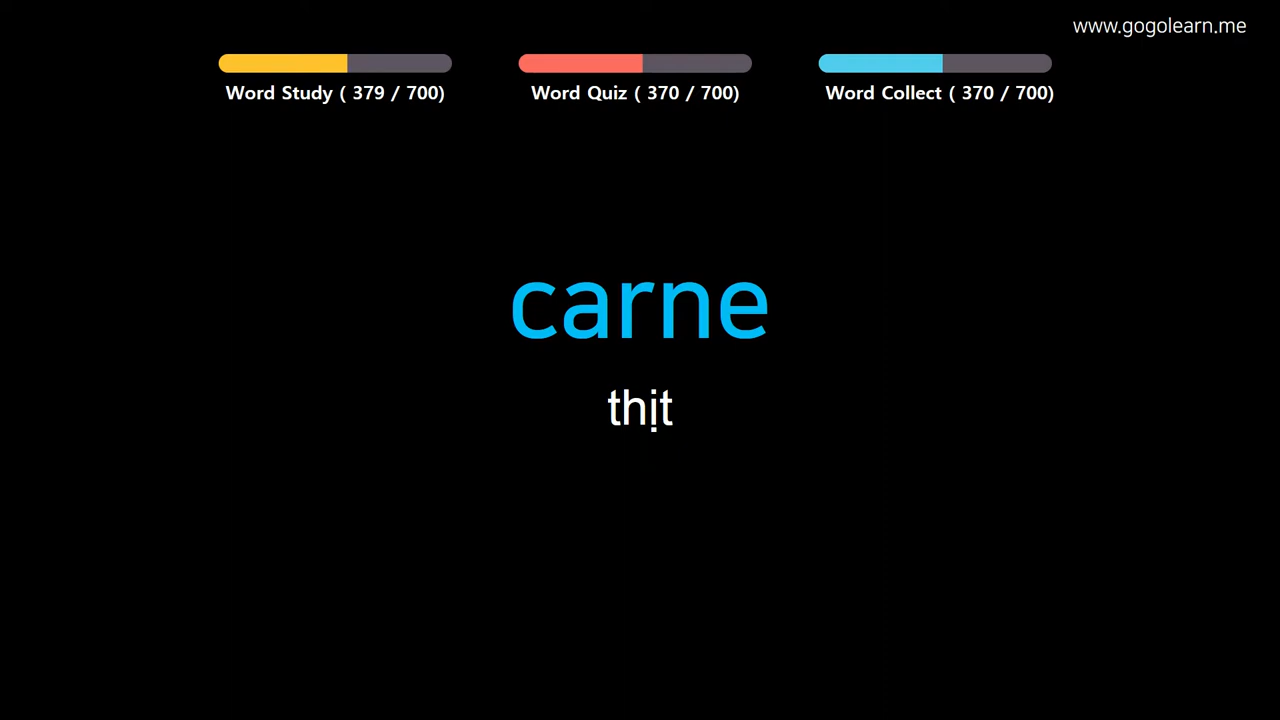 www.gogolearn.me
Word Study ( 379 / 700)
Word Quiz ( 370 / 700)
Word Collect ( 370 / 700)
carne
thịt